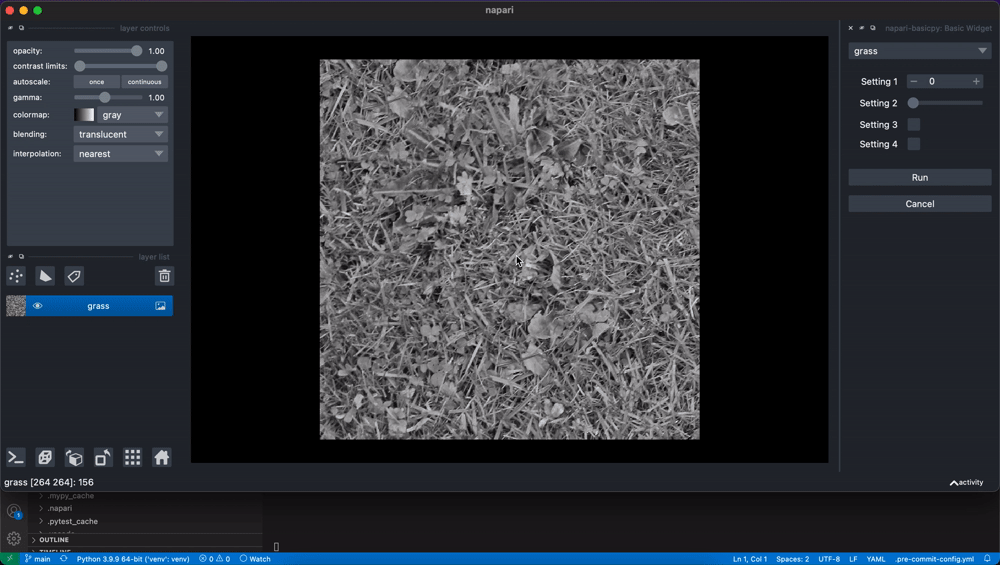 napari
layer controls
opacity: 1.00
contrast limits:
autoscale: once continuous
gamma: 1.00
colormap: gray
blending: translucent
interpolation: nearest
layer list
grass
napari-basicpy: Basic Widget
grass
Setting 1 − 0 +
Setting 2
Setting 3
Setting 4
Run
Cancel
grass [264 264]: 156
activity
.mypy_cache
.napari
.pytest_cache
OUTLINE
TIMELINE
1
main Python 3.9.9 64-bit ('venv': venv) 0 0 Watch
Ln 1, Col 1 Spaces: 2 UTF-8 LF YAML .pre-commit-config.yml